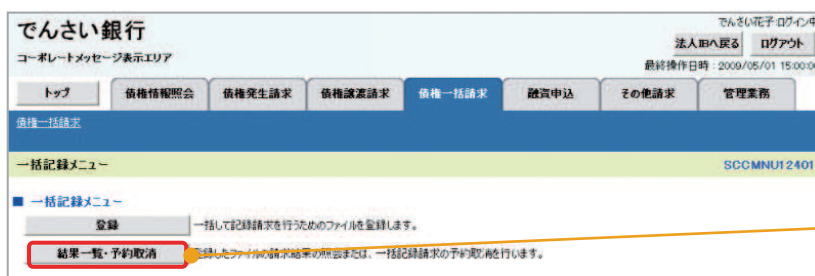 でんさい銀行
コーポレートメッセージ表示エリア
でんさい花子:ログイン中
法人IBへ戻る ログアウト
最終操作日時：2009/05/01 15:00:00
トップ 債権情報照会 債権発生請求 債権譲渡請求 債権一括請求 融資申込 その他請求 管理業務
債権一括請求
一括記録メニュー SCCMNU12401
■ 一括記録メニュー
登録 一括して記録請求を行うためのファイルを登録します。
結果一覧・予約取消 登録したファイルの請求結果の照会または、一括記録請求の予約取消を行います。